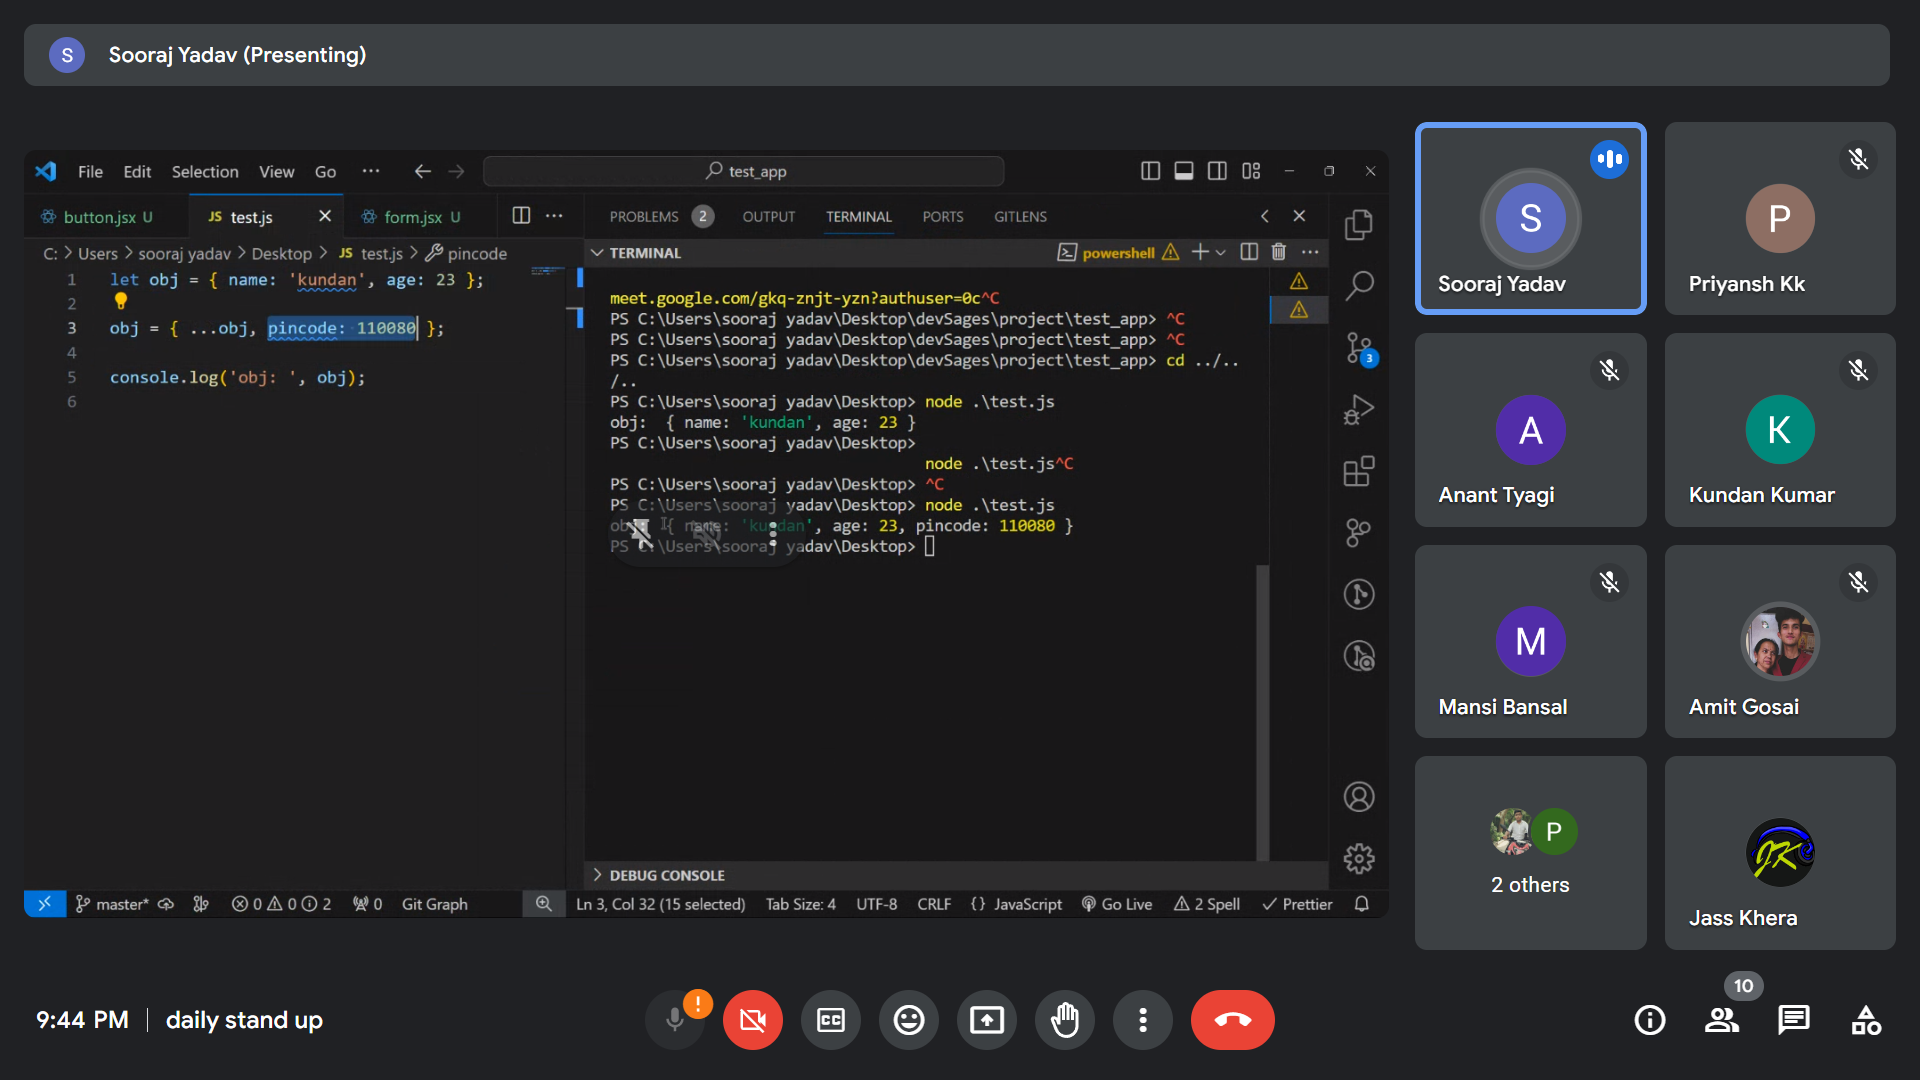 S Sooraj Yadav (Presenting)
File Edit Selection View Go ··· test_app
button.jsx U JS test.js form.jsx U ···
C: > Users > sooraj yadav > Desktop > JS test.js > pincode
1 let obj = { name: 'kundan', age: 23 };
2
3 obj = { ...obj, pincode: 110080 };
4
5 console.log('obj: ', obj);
6
PROBLEMS 2 OUTPUT TERMINAL PORTS GITLENS
TERMINAL powershell
meet.google.com/gkq-znjt-yzn?authuser=0c^C
PS C:\Users\sooraj yadav\Desktop\devSages\project\test_app> ^C
PS C:\Users\sooraj yadav\Desktop\devSages\project\test_app> ^C
PS C:\Users\sooraj yadav\Desktop\devSages\project\test_app> cd ../..
/..
PS C:\Users\sooraj yadav\Desktop> node .\test.js
obj: { name: 'kundan', age: 23 }
PS C:\Users\sooraj yadav\Desktop>
node .\test.js^C
PS C:\Users\sooraj yadav\Desktop> ^C
PS C:\Users\sooraj yadav\Desktop> node .\test.js
obj: { name: 'kundan', age: 23, pincode: 110080 }
PS C:\Users\sooraj yadav\Desktop>
3
DEBUG CONSOLE
master* 0 0 2 0 Git Graph Ln 3, Col 32 (15 selected) Tab Size: 4 UTF-8 CRLF {} JavaScript Go Live 2 Spell Prettier
S
Sooraj Yadav
P
Priyansh Kk
A
Anant Tyagi
K
Kundan Kumar
M
Mansi Bansal
Amit Gosai
P
2 others
JK
Jass Khera
9:44 PM | daily stand up
!
CC
10